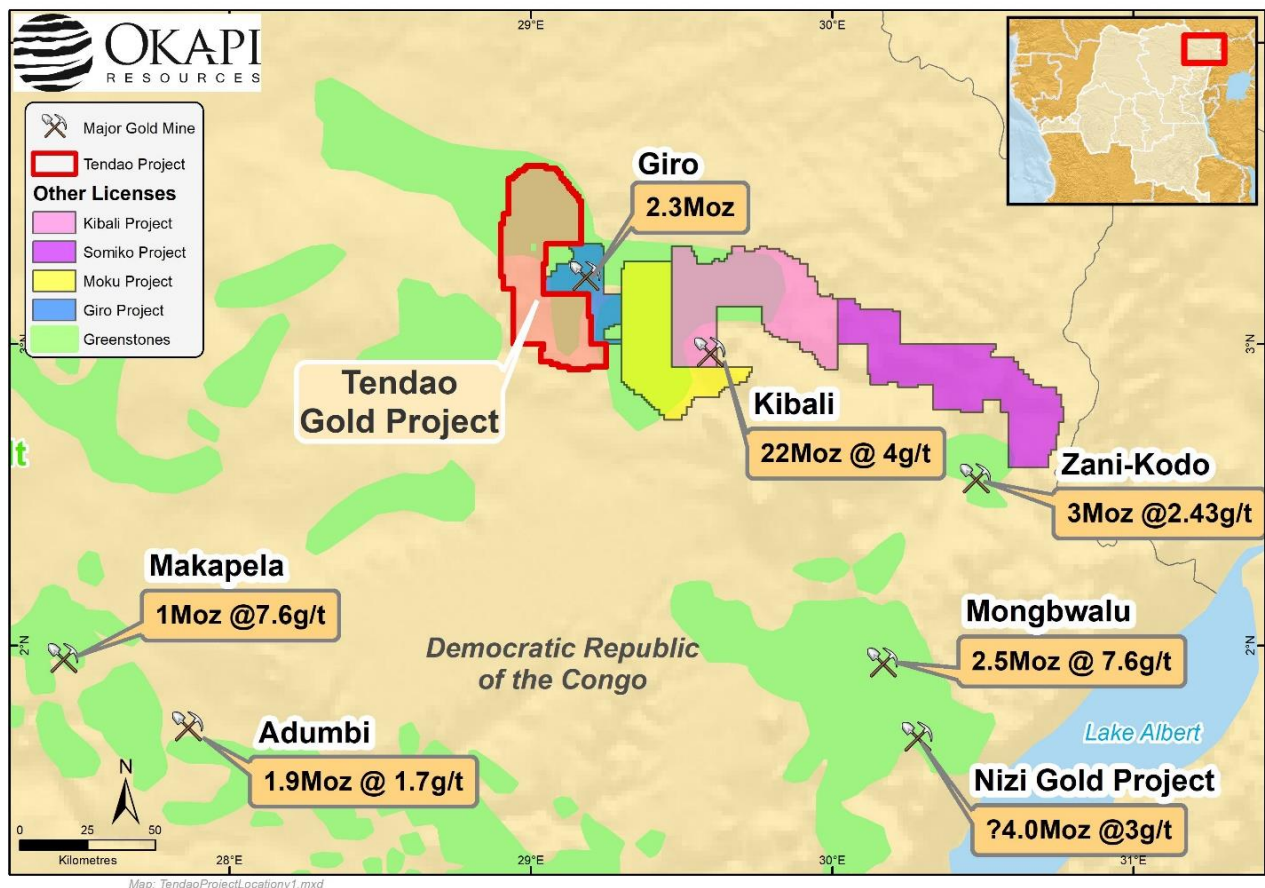 OKAPI
RESOURCES
29°E
30°E
Major Gold Mine
Tendao Project
Other Licenses
Kibali Project
Somiko Project
Moku Project
Giro Project
Greenstones
Giro
2.3Moz
3°N
3°N
Tendao
Gold Project
Kibali
22Moz @ 4g/t
lt
Zani-Kodo
3Moz @2.43g/t
Makapela
1Moz @7.6g/t
2°N
2°N
Democratic Republic
of the Congo
Mongbwalu
2.5Moz @ 7.6g/t
Lake Albert
Adumbi
1.9Moz @ 1.7g/t
Nizi Gold Project
?4.0Moz @3g/t
N
0 25 50
Kilometres
28°E
29°E
30°E
31°E
Map: TendaoProjectLocationv1.mxd